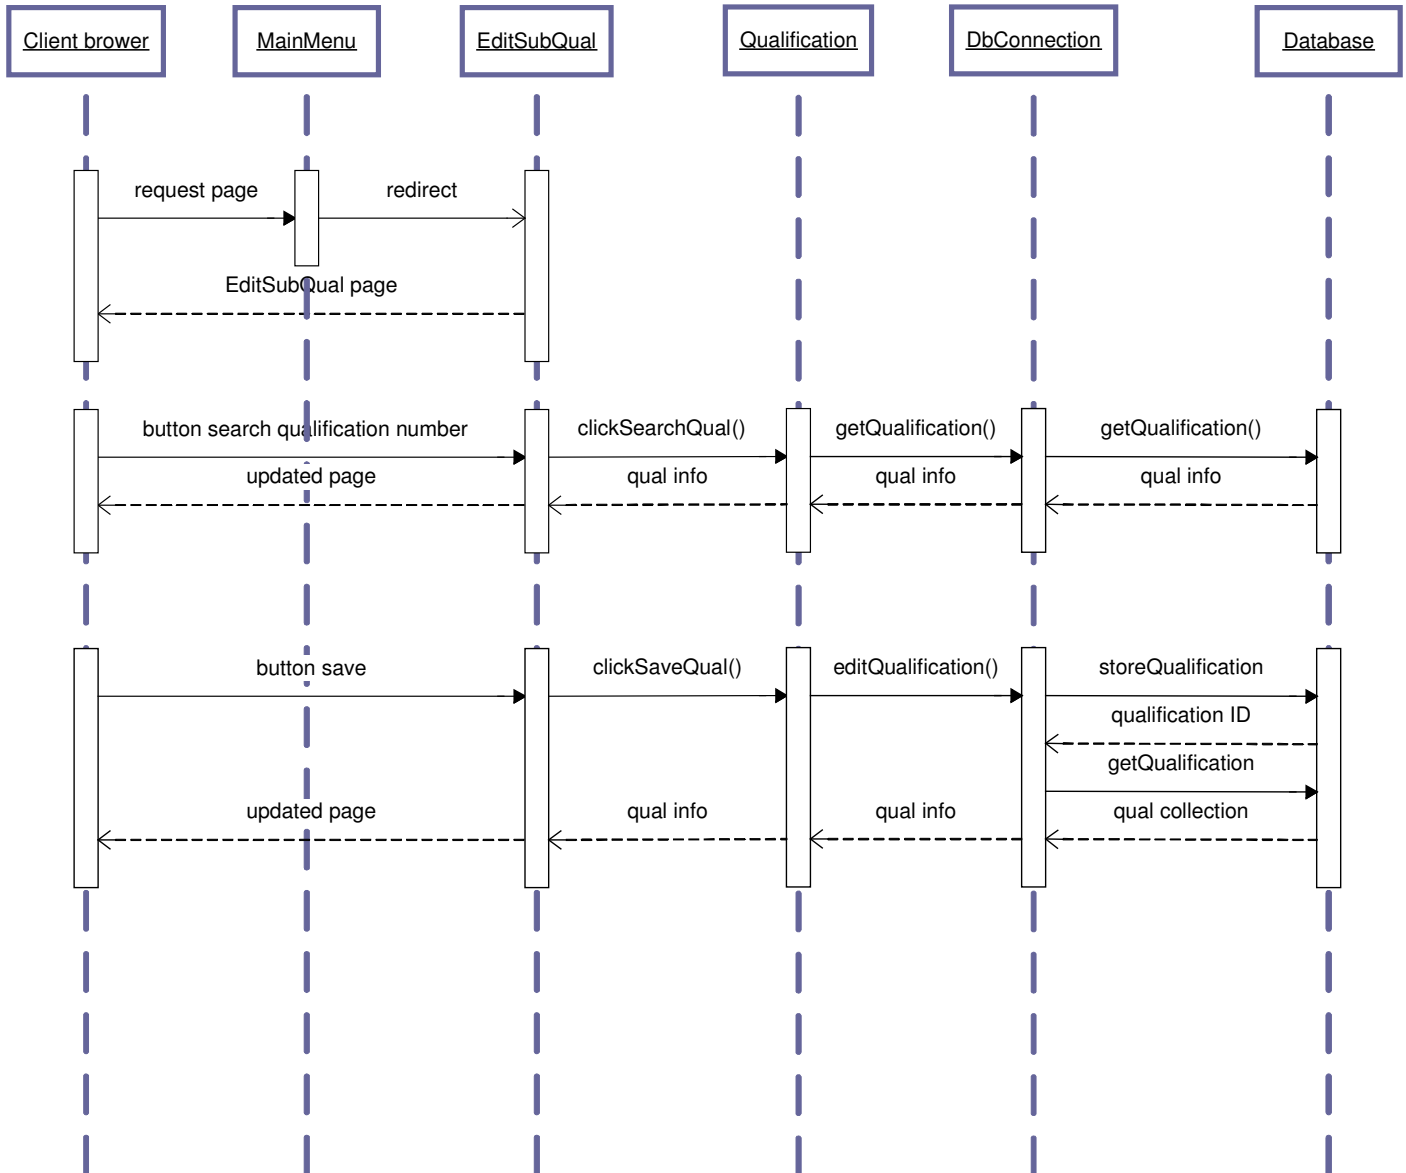 Client brower
MainMenu
EditSubQual
Qualification
DbConnection
Database
request page
redirect
EditSubQual page
button search qualification number
clickSearchQual()
getQualification()
getQualification()
updated page
qual info
qual info
qual info
button save
clickSaveQual()
editQualification()
storeQualification
qualification ID
getQualification
updated page
qual info
qual info
qual collection